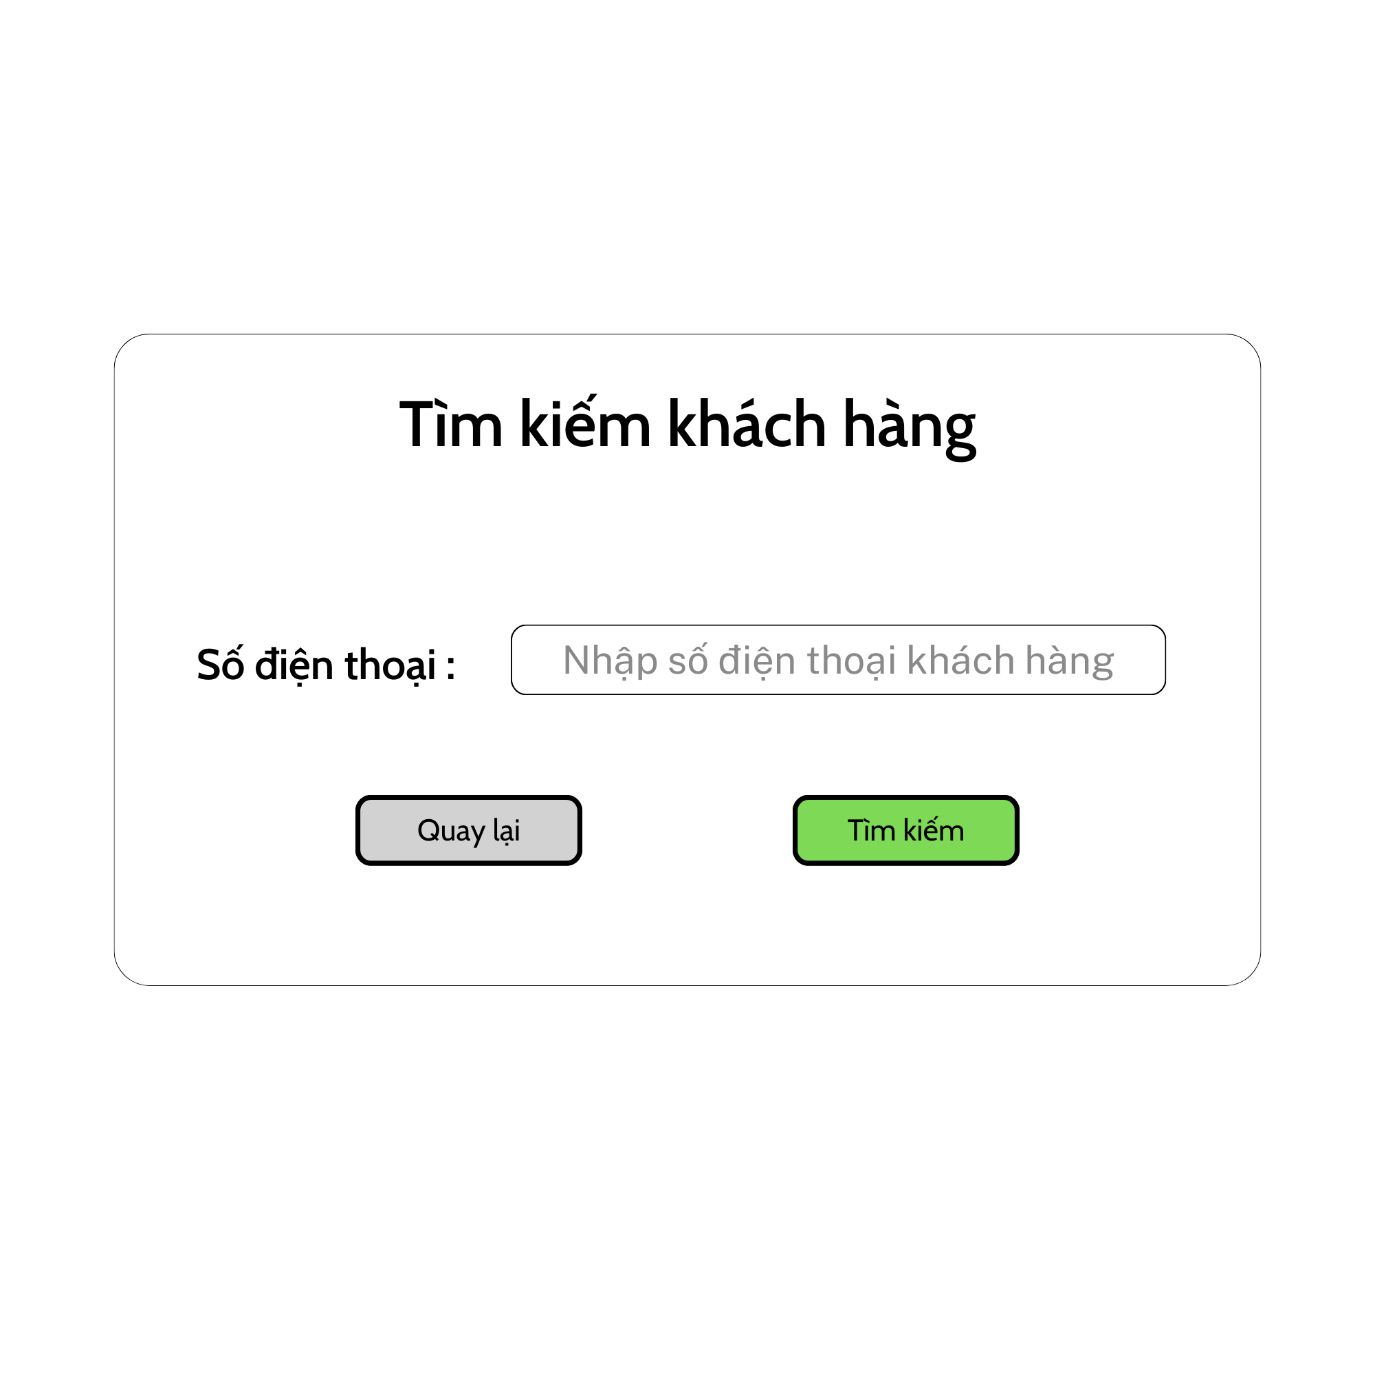 Tìm kiếm khách hàng
Số điện thoại : Nhập số điện thoại khách hàng
Quay lại Tìm kiếm